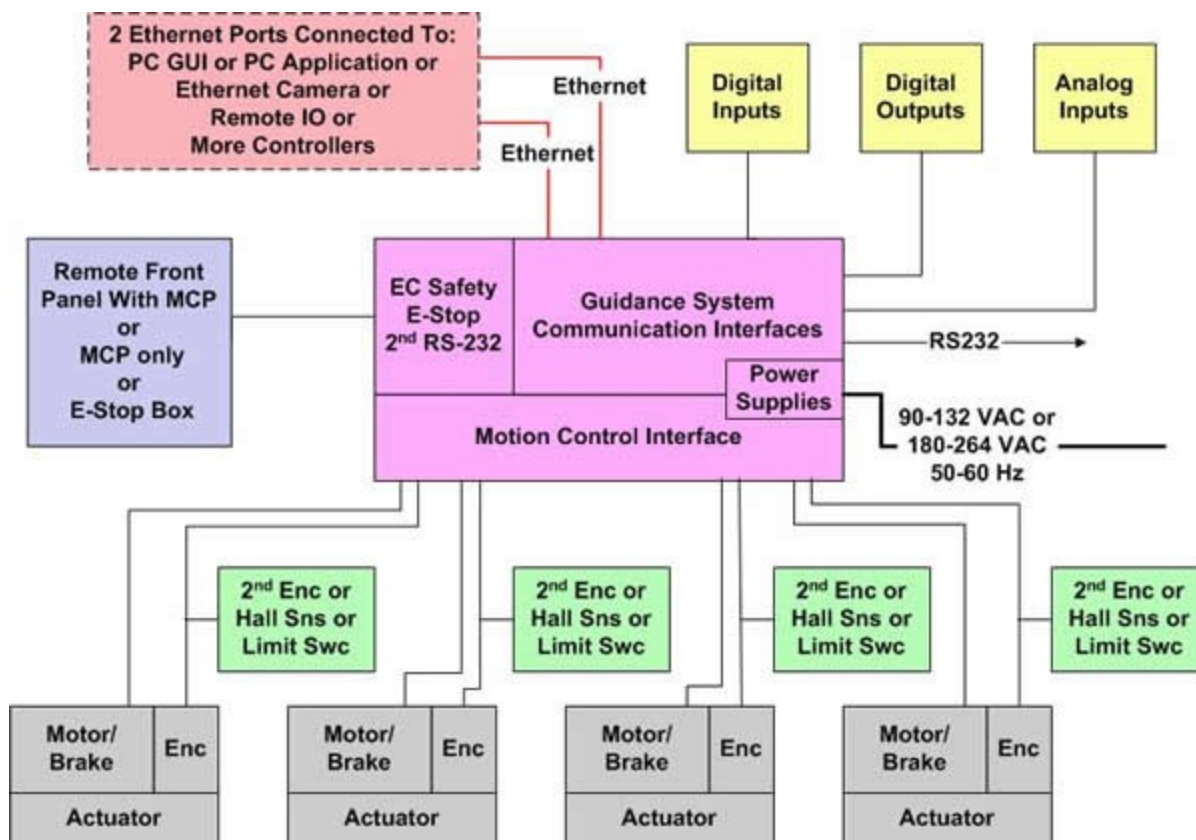 2 Ethernet Ports Connected To:
PC GUI or PC Application or
Ethernet Camera or
Remote IO or
More Controllers
Ethernet
Ethernet
Digital
Inputs
Digital
Outputs
Analog
Inputs
Remote Front
Panel With MCP
or
MCP only
or
E-Stop Box
EC Safety
E-Stop
2nd RS-232
Guidance System
Communication Interfaces
RS232
Power
Supplies
90-132 VAC or
180-264 VAC
50-60 Hz
Motion Control Interface
2nd Enc or
Hall Sns or
Limit Swc
2nd Enc or
Hall Sns or
Limit Swc
2nd Enc or
Hall Sns or
Limit Swc
2nd Enc or
Hall Sns or
Limit Swc
Motor/
Brake
Enc
Actuator
Motor/
Brake
Enc
Actuator
Motor/
Brake
Enc
Actuator
Motor/
Brake
Enc
Actuator